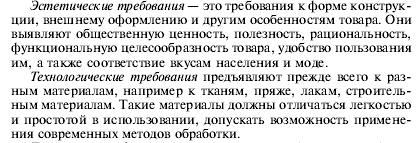 Эстетические требования — это требования к форме конструк-
ции, внешнему оформлению и другим особенностям товара. Они
выявляют общественную ценность, полезность, рациональность,
функциональную целесообразность товара, удобство пользования
им, а также соответствие вкусам населения и моде.
Технологические требования предъявляют прежде всего к раз-
ным материалам, например к тканям, пряже, лакам, строитель-
ным материалам. Такие материалы должны отличаться легкостью
и простотой в использовании, допускать возможность примене-
ния современных методов обработки.